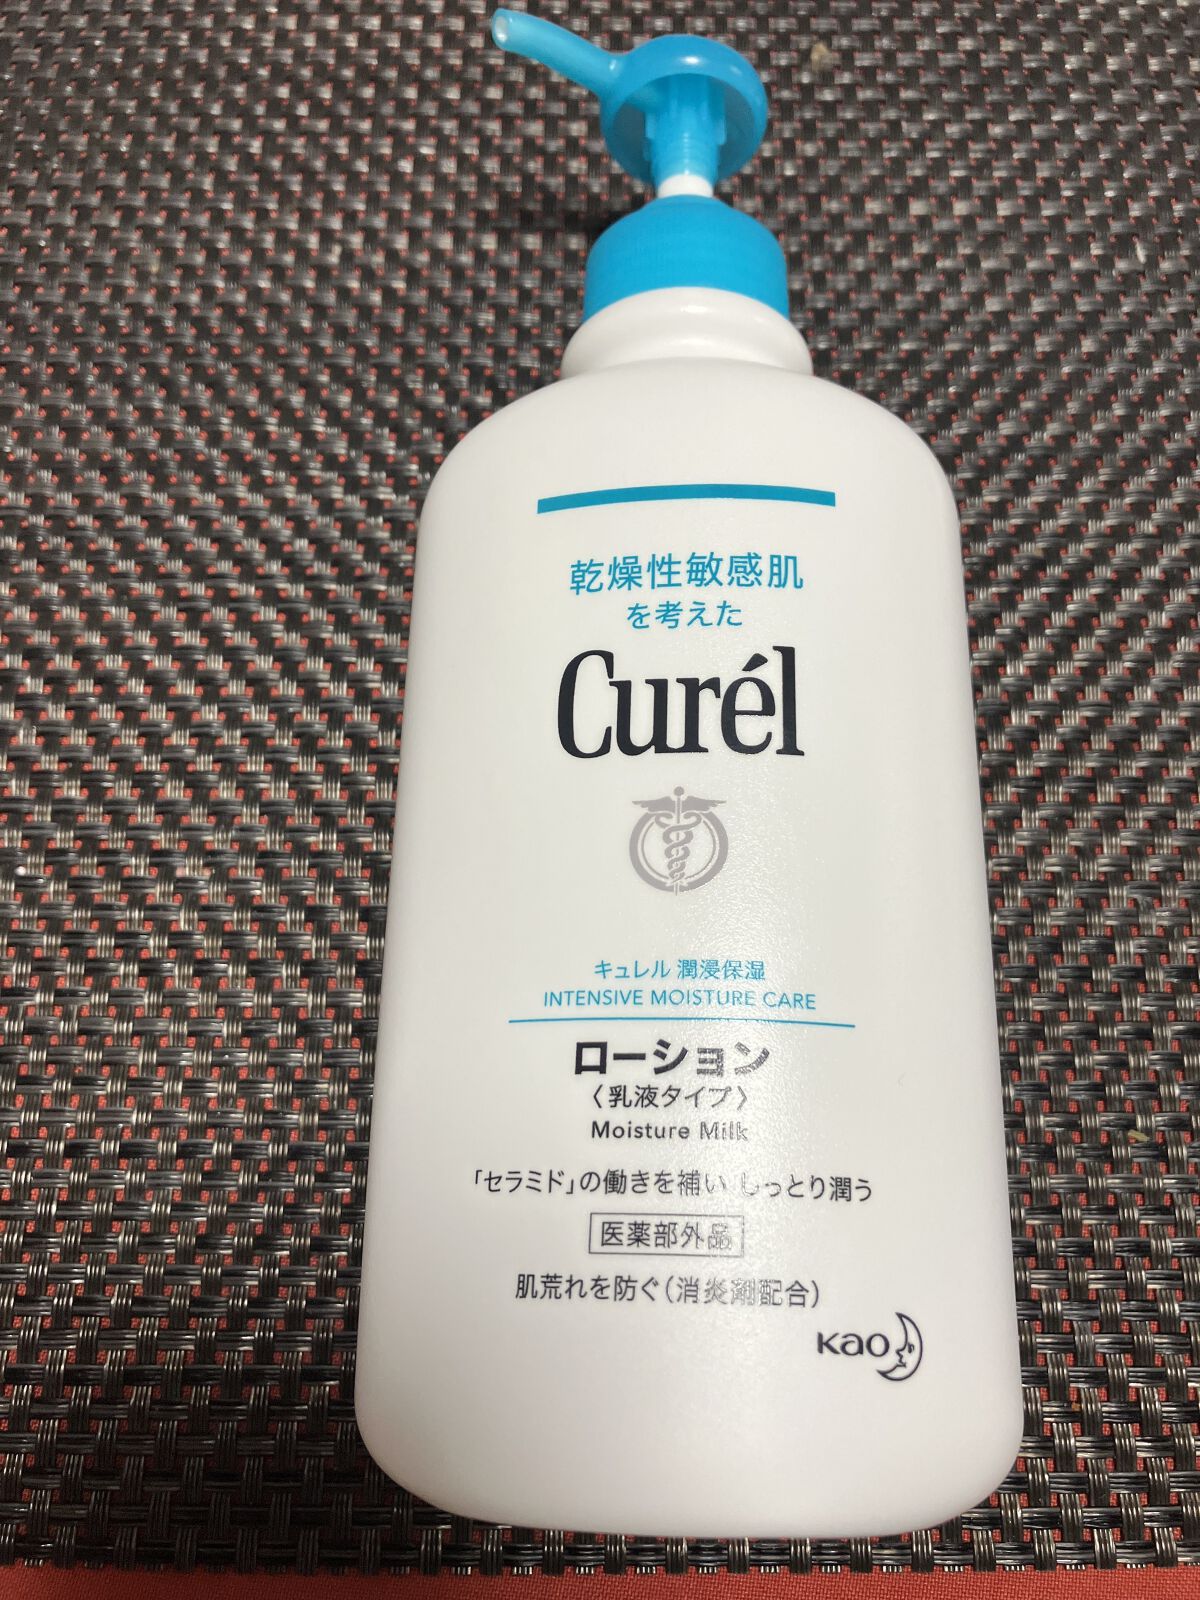 乾燥性敏感肌
を考えた
Curél
キュレル 潤浸保湿
INTENSIVE MOISTURE CARE
ローション
〈乳液タイプ〉
Moisture Milk
「セラミド」の働きを補い しっとり潤う
医薬部外品
肌荒れを防ぐ(消炎剤配合)
Kao